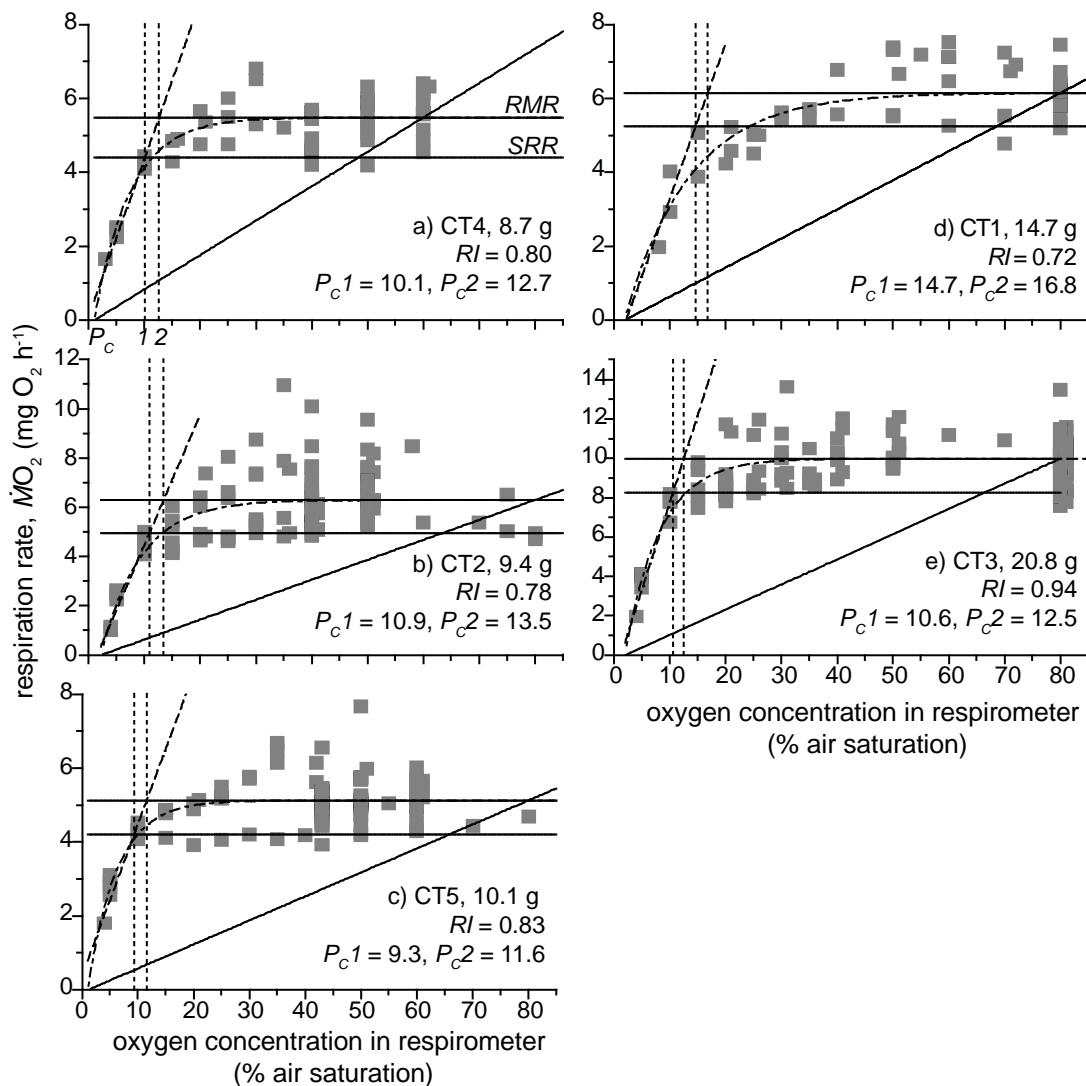 8
6
4
2
0
RMR
SRR
a) CT4, 8.7 g
RI = 0.80
PC1 = 10.1, PC2 = 12.7
PC 1 2
8
6
4
2
0
d) CT1, 14.7 g
RI = 0.72
PC1 = 14.7, PC2 = 16.8
respiration rate, ṀO2 (mg O2 h-1)
12
10
8
6
4
2
0
b) CT2, 9.4 g
RI = 0.78
PC1 = 10.9, PC2 = 13.5
14
12
10
8
6
4
2
0
e) CT3, 20.8 g
RI = 0.94
PC1 = 10.6, PC2 = 12.5
0 10 20 30 40 50 60 70 80
oxygen concentration in respirometer
(% air saturation)
8
6
4
2
0
c) CT5, 10.1 g
RI = 0.83
PC1 = 9.3, PC2 = 11.6
0 10 20 30 40 50 60 70 80
oxygen concentration in respirometer
(% air saturation)